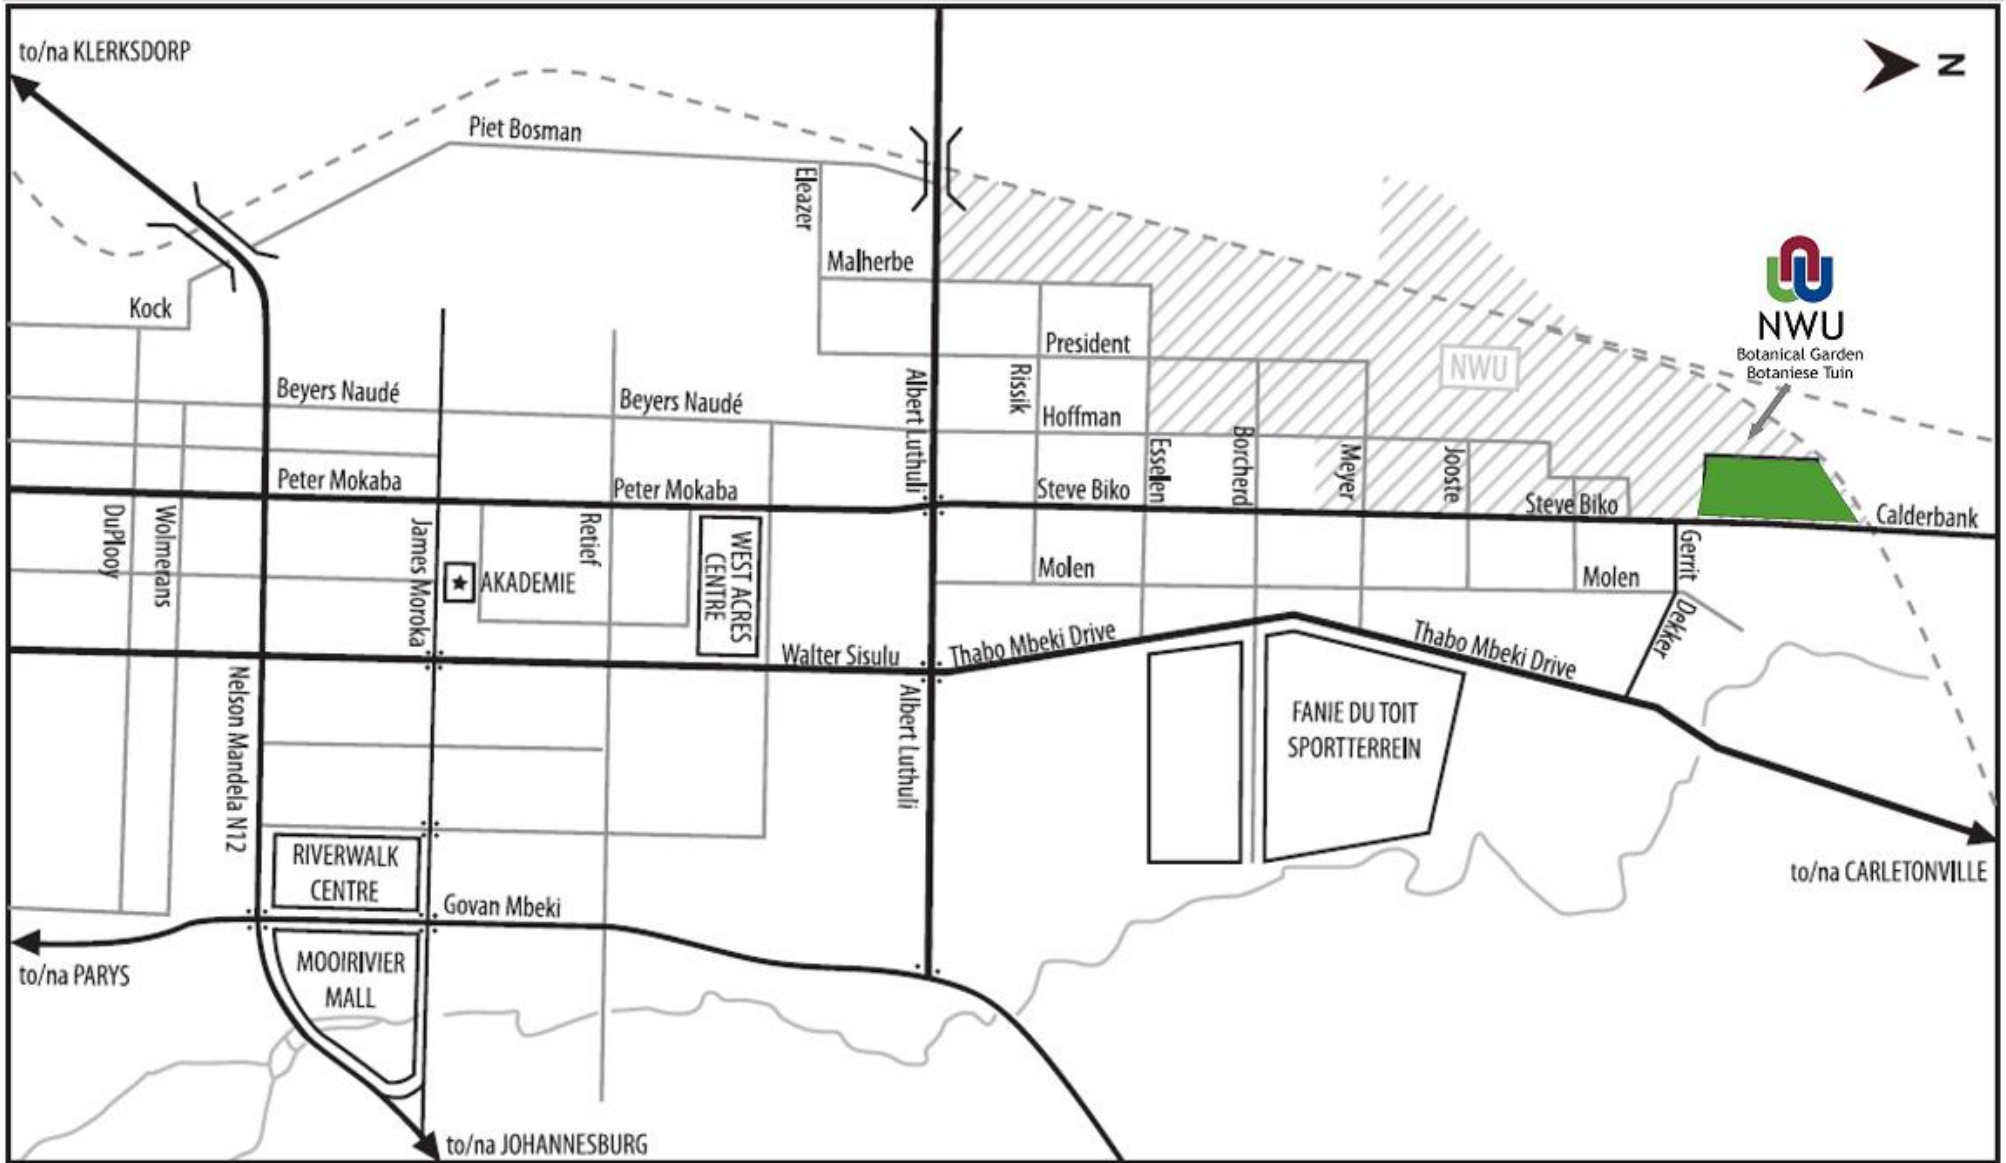 to/na KLERKSDORP
N
Piet Bosman
Eleazer
Malherbe
Kock
NWU
Botanical Garden
Botaniese Tuin
President
NWU
Rissik
Albert Luthuli
Beyers Naudé
Beyers Naudé
Hoffman
Esselen
Borcherd
Meyer
Jooste
Peter Mokaba
Peter Mokaba
Steve Biko
Steve Biko
Calderbank
DuPlooy
Wolmerans
James Moroka
Retief
WEST ACRES
CENTRE
AKADEMIE
Molen
Molen
Gerrit
Dekker
Walter Sisulu
Thabo Mbeki Drive
Thabo Mbeki Drive
Nelson Mandela N12
Albert Luthuli
FANIE DU TOIT
SPORTTERREIN
RIVERWALK
CENTRE
to/na CARLETONVILLE
Govan Mbeki
MOOIRIVIER
MALL
to/na PARYS
to/na JOHANNESBURG